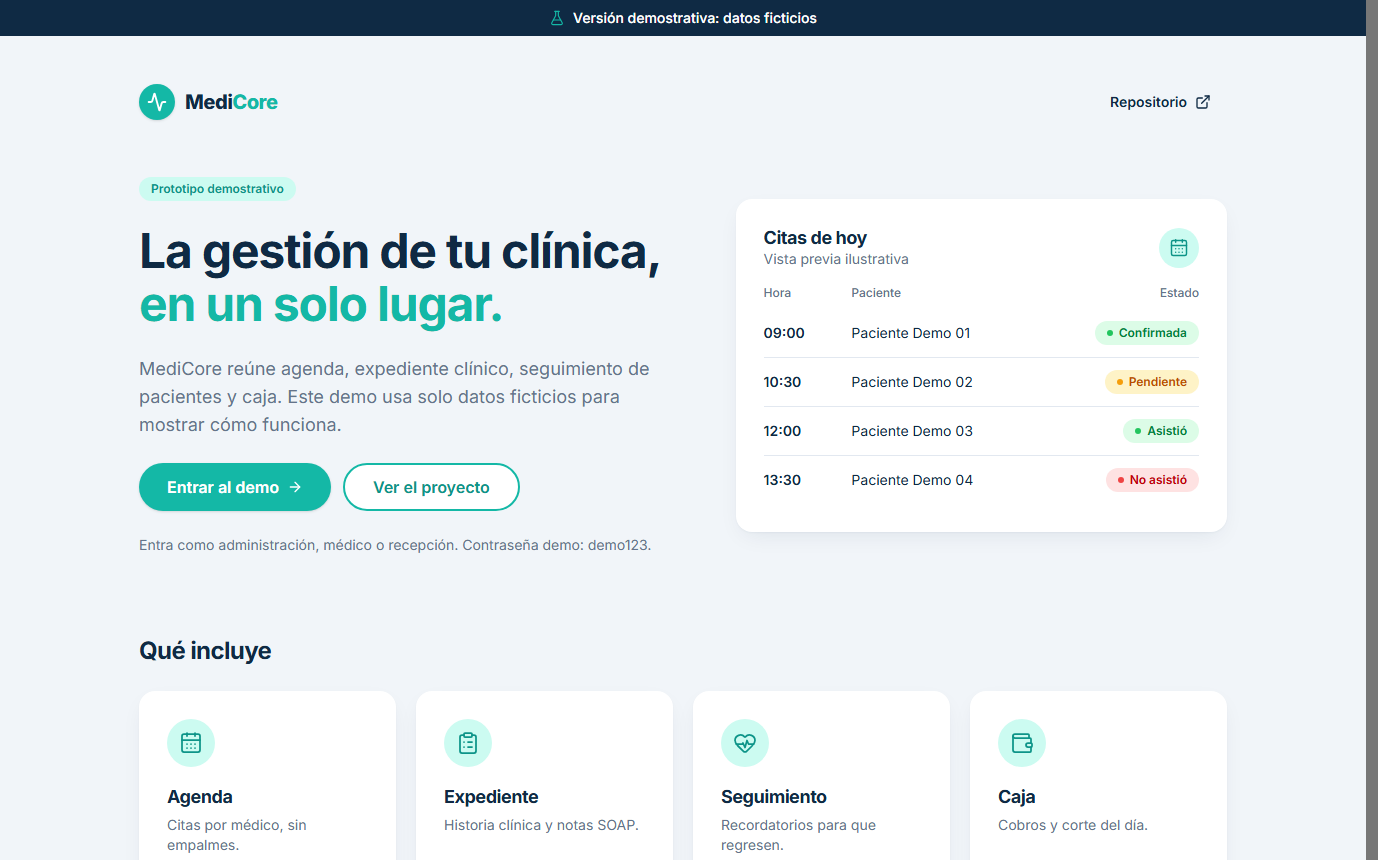 Versión demostrativa: datos ficticios
MediCore
Repositorio
Prototipo demostrativo
La gestión de tu clínica,
en un solo lugar.
MediCore reúne agenda, expediente clínico, seguimiento de
pacientes y caja. Este demo usa solo datos ficticios para
mostrar cómo funciona.
Entrar al demo
Ver el proyecto
Entra como administración, médico o recepción. Contraseña demo: demo123.
Citas de hoy
Vista previa ilustrativa
Hora Paciente Estado
09:00 Paciente Demo 01 Confirmada
10:30 Paciente Demo 02 Pendiente
12:00 Paciente Demo 03 Asistió
13:30 Paciente Demo 04 No asistió
Qué incluye
Agenda
Citas por médico, sin
empalmes.
Expediente
Historia clínica y notas SOAP.
Seguimiento
Recordatorios para que
regresen.
Caja
Cobros y corte del día.